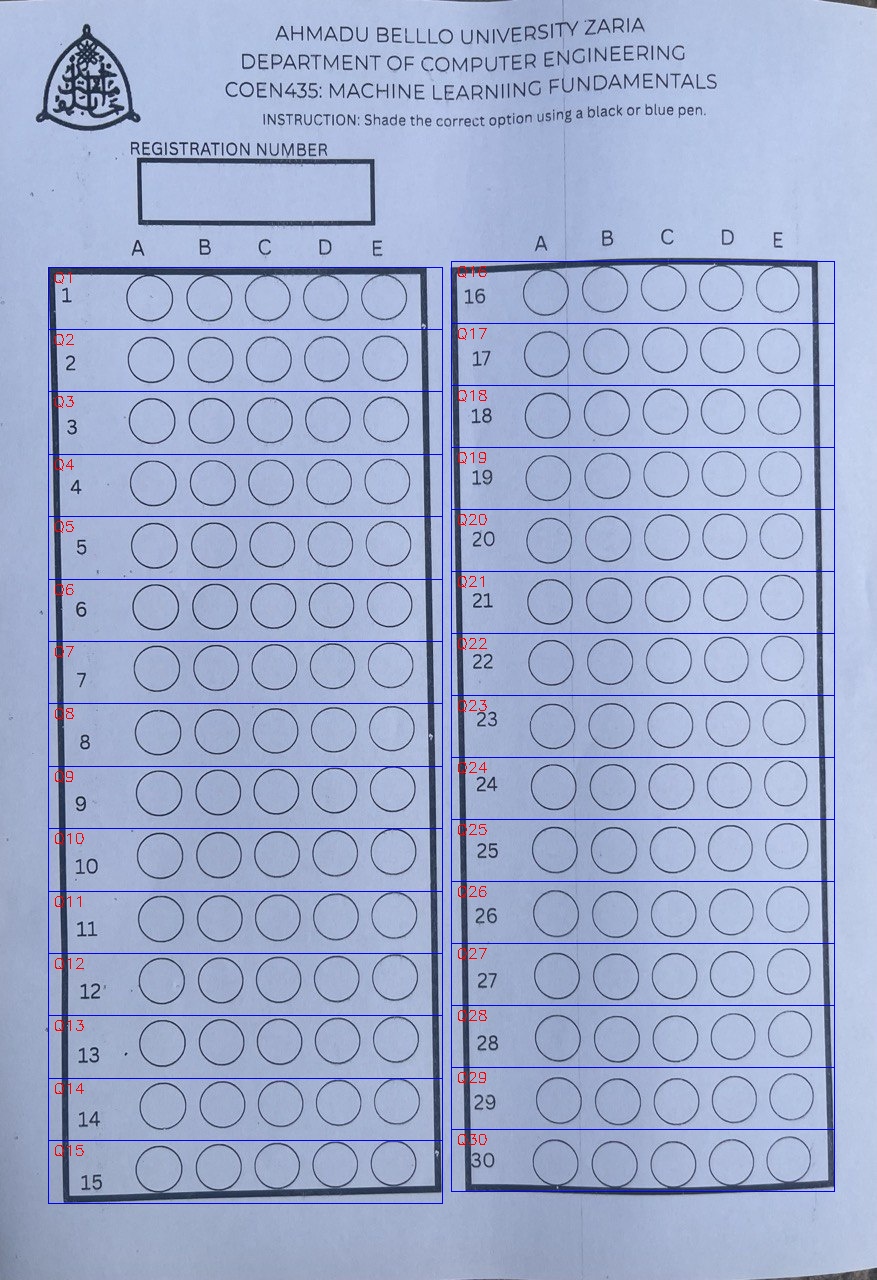 AHMADU BELLLO UNIVERSITY ZARIA
DEPARTMENT OF COMPUTER ENGINEERING
COEN435: MACHINE LEARNIING FUNDAMENTALS
INSTRUCTION: Shade the correct option using a black or blue pen.
REGISTRATION NUMBER
A B C D E
Q1
1
Q2
2
Q3
3
Q4
4
Q5
5
Q6
6
Q7
7
Q8
8
Q9
9
Q10
10
Q11
11
Q12
12
Q13
13
Q14
14
Q15
15
A B C D E
Q16
16
Q17
17
Q18
18
Q19
19
Q20
20
Q21
21
Q22
22
Q23
23
Q24
24
Q25
25
Q26
26
Q27
27
Q28
28
Q29
29
Q30
30